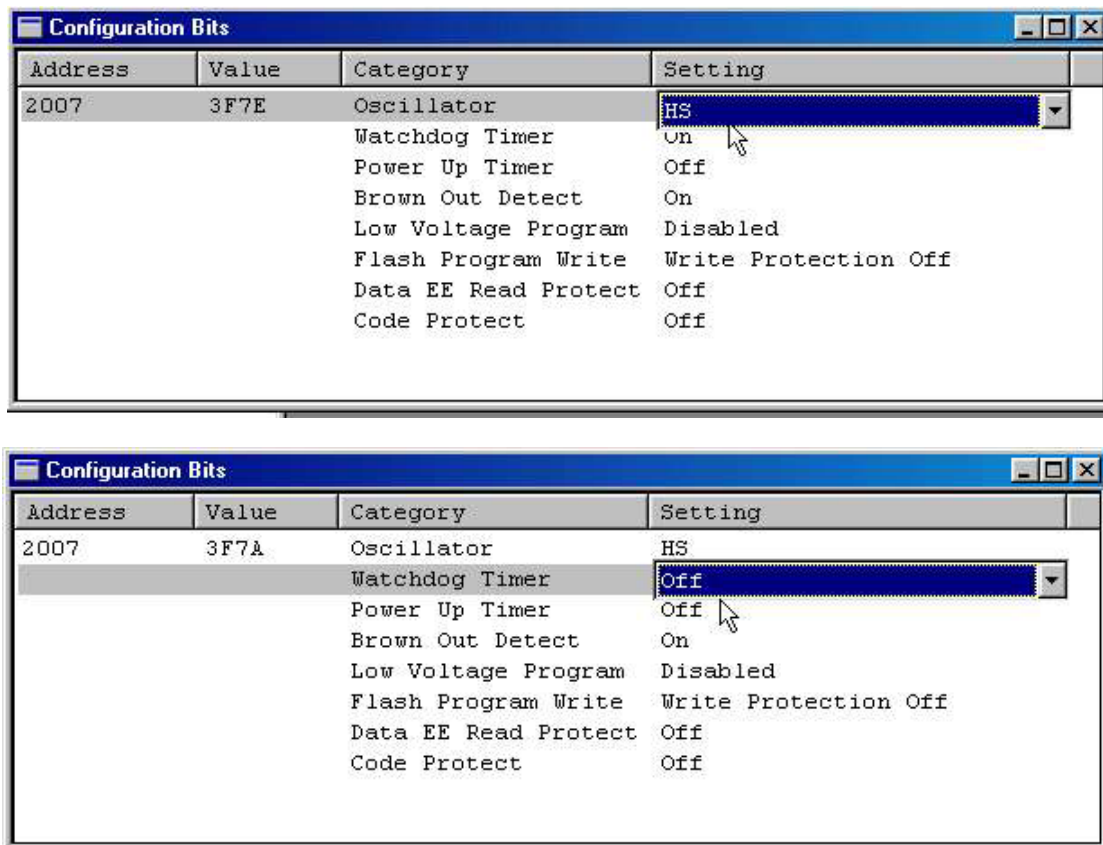 Configuration Bits
Address Value Category Setting
2007 3F7E Oscillator HS
Watchdog Timer On
Power Up Timer Off
Brown Out Detect On
Low Voltage Program Disabled
Flash Program Write Write Protection Off
Data EE Read Protect Off
Code Protect Off
Configuration Bits
Address Value Category Setting
2007 3F7A Oscillator HS
Watchdog Timer Off
Power Up Timer Off
Brown Out Detect On
Low Voltage Program Disabled
Flash Program Write Write Protection Off
Data EE Read Protect Off
Code Protect Off